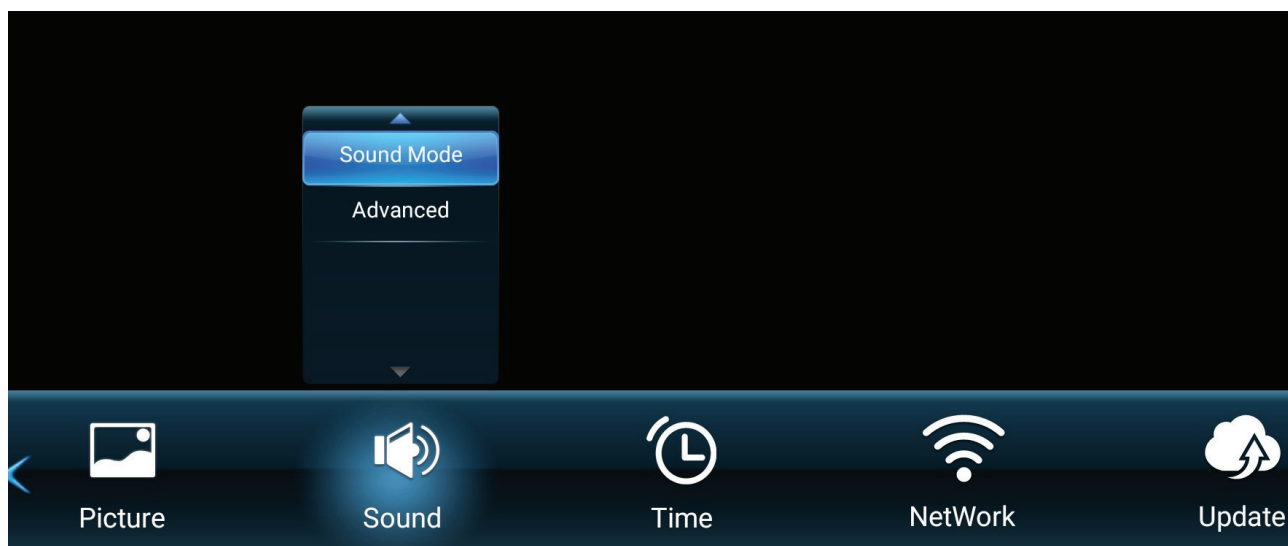 Sound Mode
Advanced
Picture
Sound
Time
NetWork
Update